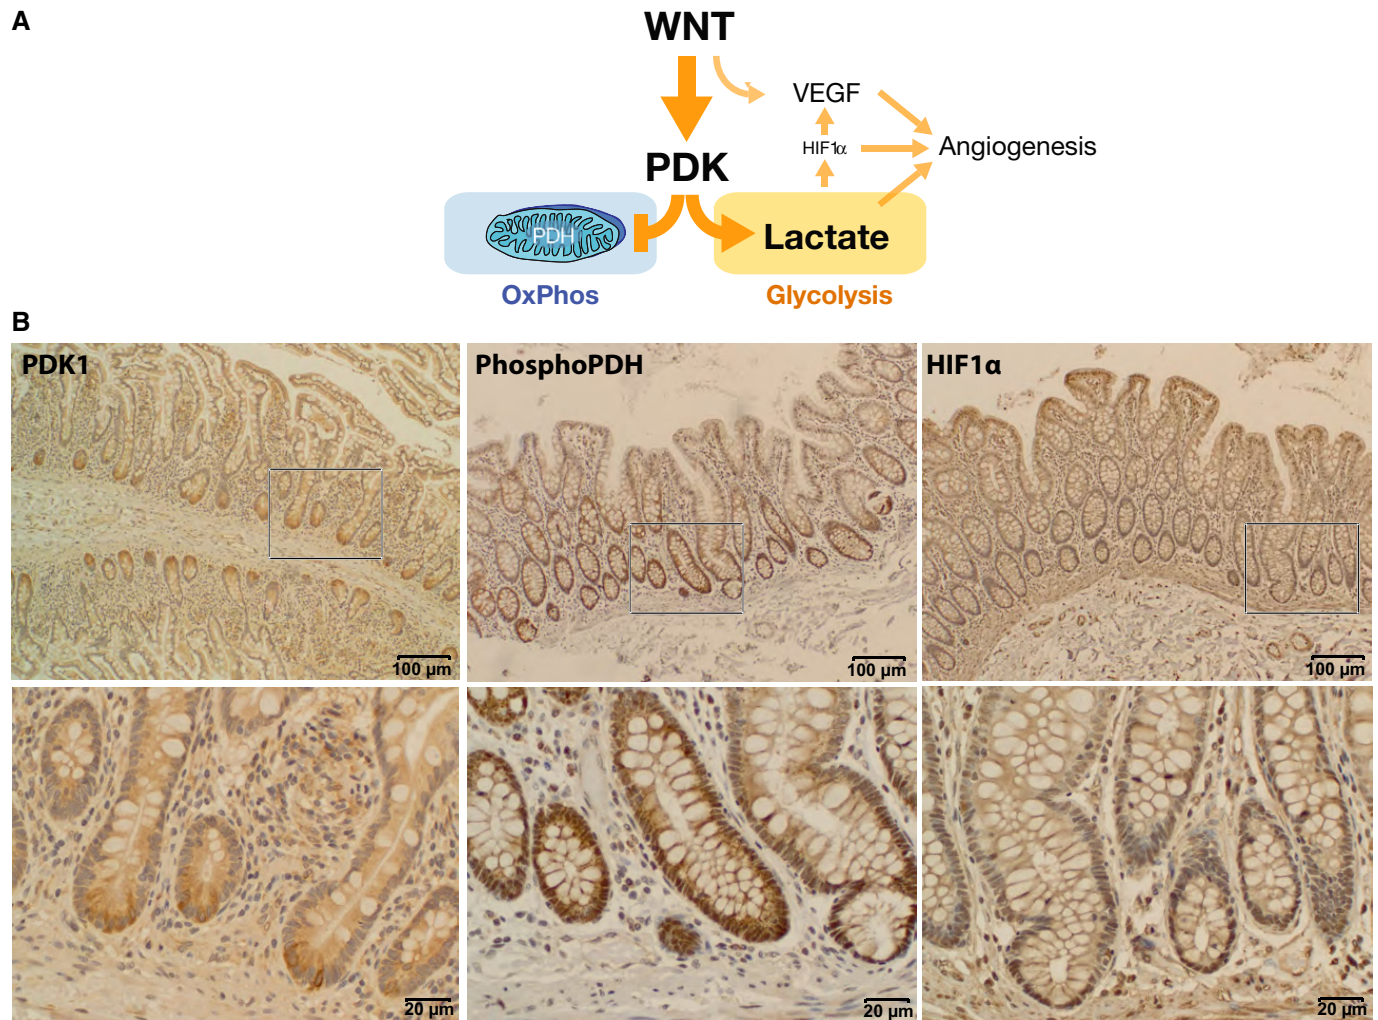 A
WNT
VEGF
HIF1α
Angiogenesis
PDK
PDH
Lactate
OxPhos
Glycolysis
B
PDK1
PhosphoPDH
HIF1α
100 µm
100 µm
100 µm
20 µm
20 µm
20 µm